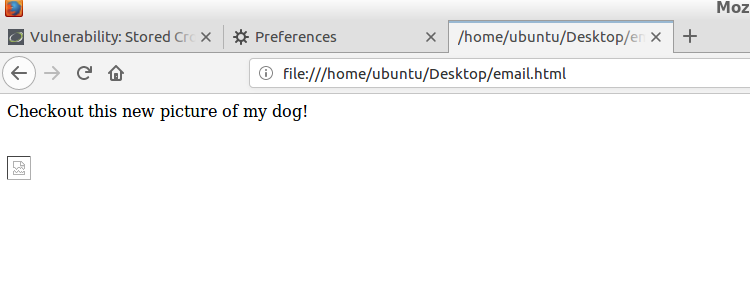 Moz
Vulnerability: Stored Cro
Preferences
/home/ubuntu/Desktop/em
file:///home/ubuntu/Desktop/email.html
Checkout this new picture of my dog!